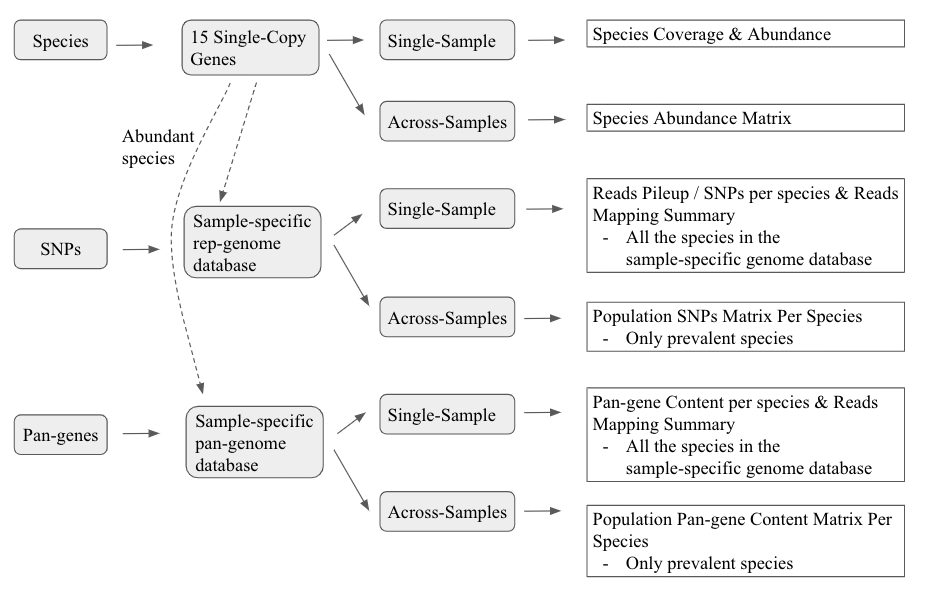 Species
15 Single-Copy
Genes
Single-Sample
Species Coverage & Abundance
Across-Samples
Species Abundance Matrix
Abundant
species
SNPs
Sample-specific
rep-genome
database
Single-Sample
Reads Pileup / SNPs per species & Reads
Mapping Summary
- All the species in the
sample-specific genome database
Across-Samples
Population SNPs Matrix Per Species
- Only prevalent species
Pan-genes
Sample-specific
pan-genome
database
Single-Sample
Pan-gene Content per species & Reads
Mapping Summary
- All the species in the
sample-specific genome database
Across-Samples
Population Pan-gene Content Matrix Per
Species
- Only prevalent species